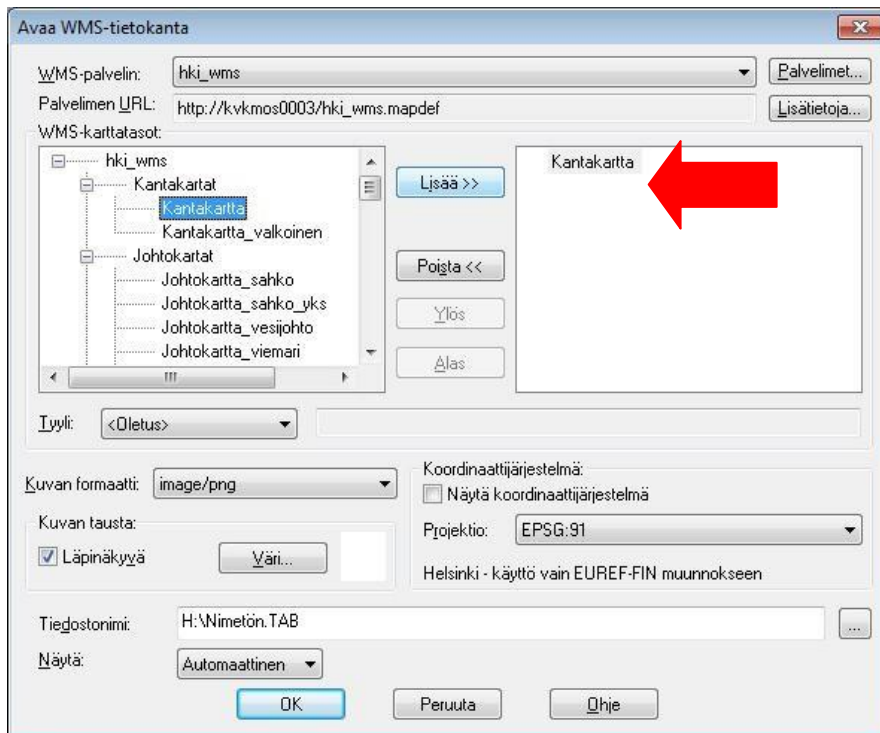 Avaa WMS-tietokanta
WMS-palvelin: hki_wms Palvelimet...
Palvelimen URL: http://kvkmos0003/hki_wms.mapdef Lisätietoja...
WMS-karttatasot:
hki_wms
Kantakartat
Kantakartta
Kantakartta_valkoinen
Johtokartat
Johtokartta_sahko
Johtokartta_sahko_yks
Johtokartta_vesijohto
Johtokartta_viemari
Lisää >>
Poista <<
Ylös
Alas
Kantakartta
Tyyli: <Oletus>
Kuvan formaatti: image/png
Kuvan tausta:
Läpinäkyvä Väri...
Koordinaattijärjestelmä:
Näytä koordinaattijärjestelmä
Projektio: EPSG:91
Helsinki - käyttö vain EUREF-FIN muunnokseen
Tiedostonimi: H:\Nimetön.TAB ...
Näytä: Automaattinen
OK Peruuta Ohje